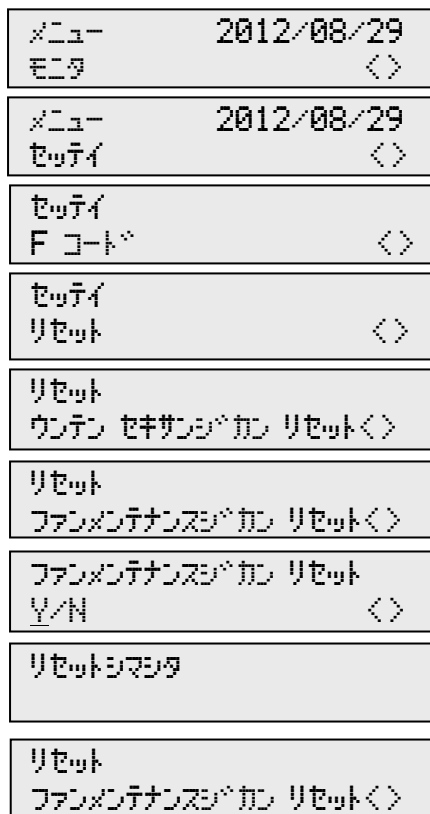 メニュー 2012/08/29
モニタ <>
メニュー 2012/08/29
セッテイ <>
セッテイ
F コード <>
セッテイ
リセット <>
リセット
ウンテン セキサンジカン リセット<>
リセット
ファンメンテナンスジカン リセット<>
ファンメンテナンスジカン リセット
Y/N <>
リセットシマシタ
リセット
ファンメンテナンスジカン リセット<>